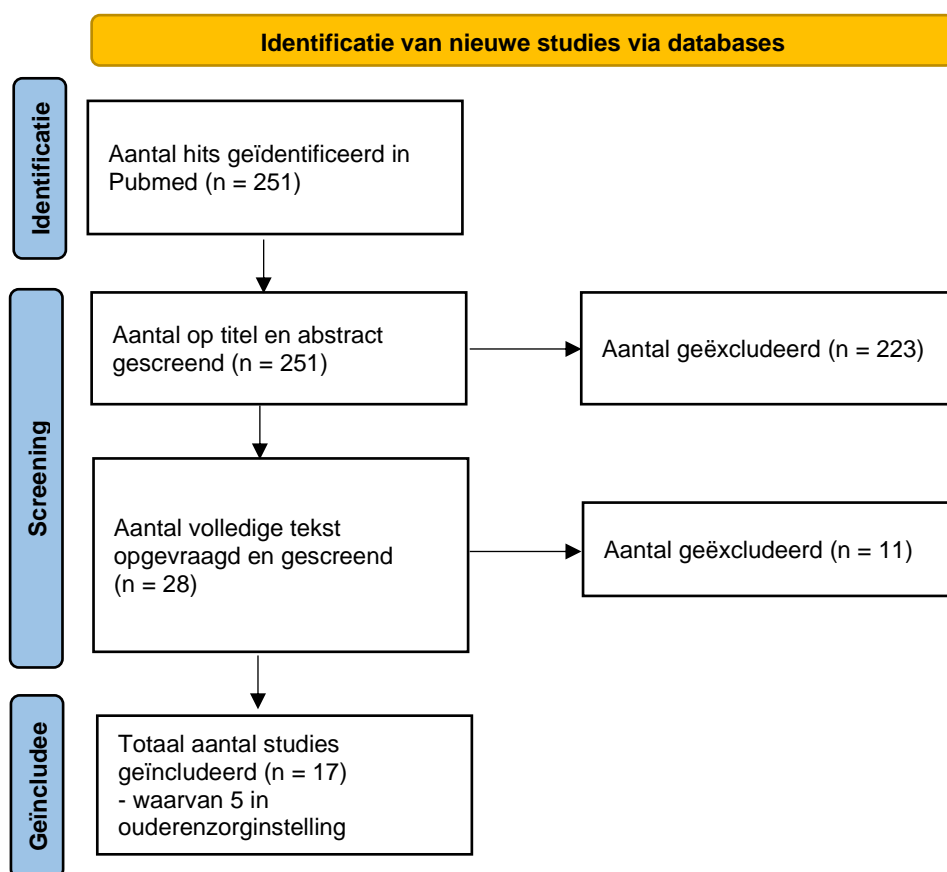 Identificatie van nieuwe studies via databases
Identificatie
Aantal hits geïdentificeerd in
Pubmed (n = 251)
Screening
Aantal op titel en abstract
gescreend (n = 251)
Aantal geëxcludeerd (n = 223)
Aantal volledige tekst
opgevraagd en gescreend
(n = 28)
Aantal geëxcludeerd (n = 11)
Geïncludee
Totaal aantal studies
geïncludeerd (n = 17)
- waarvan 5 in
ouderenzorginstelling